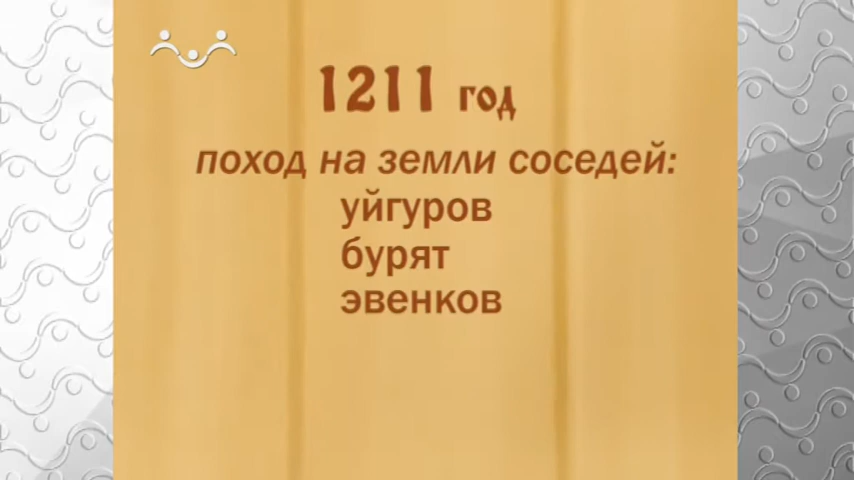 1211 год
поход на земли соседей:
уйгуров
бурят
эвенков